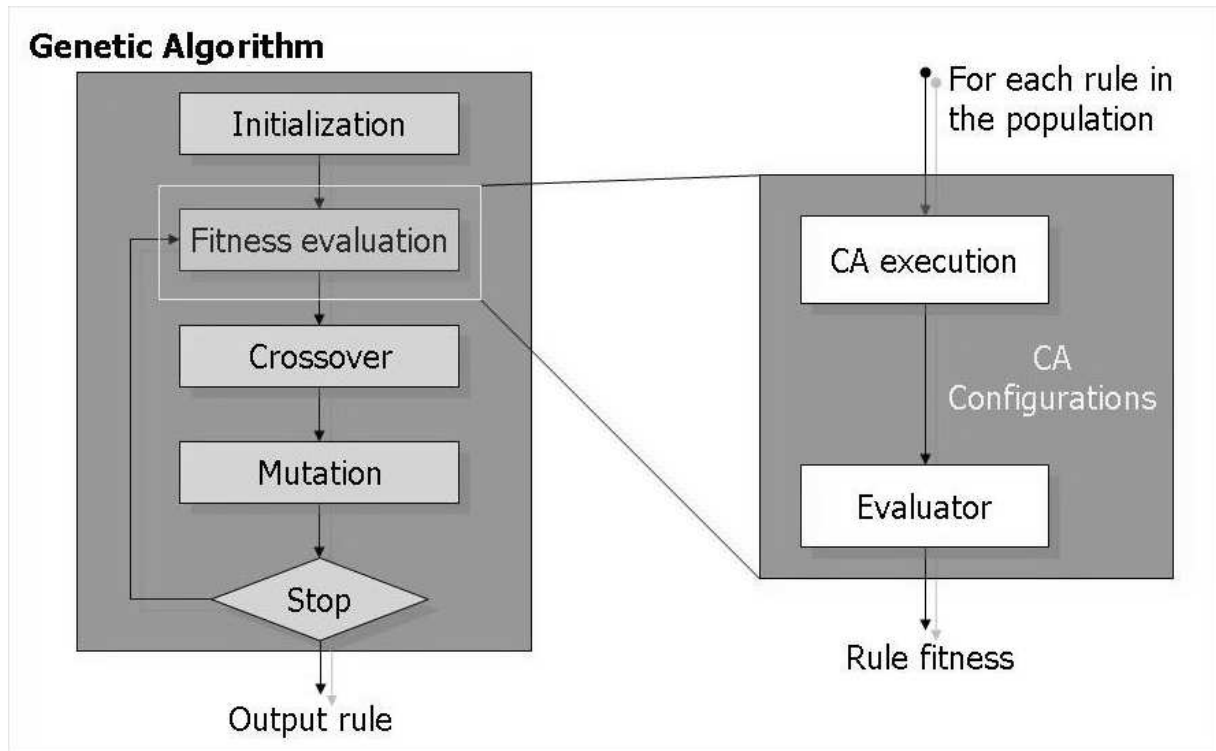 Genetic Algorithm
Initialization
Fitness evaluation
Crossover
Mutation
Stop
Output rule
For each rule in
the population
CA execution
CA
Configurations
Evaluator
Rule fitness